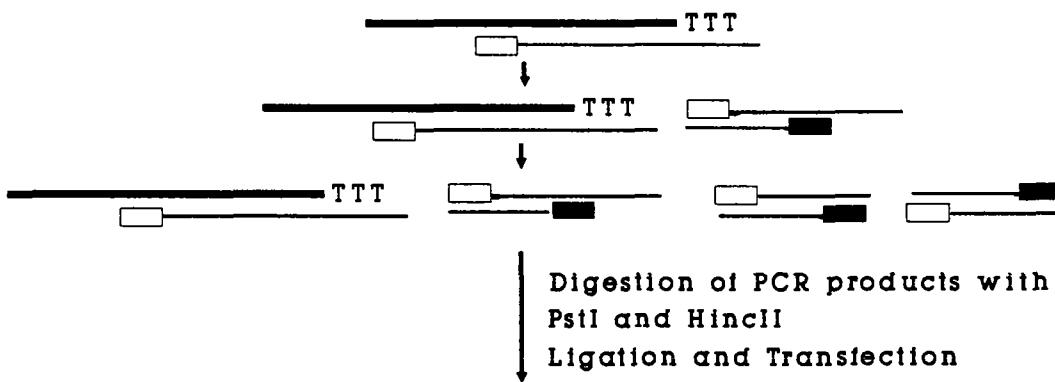 TTT
TTT
TTT
Digestion of PCR products with
PstI and HincII
Ligation and Transfection